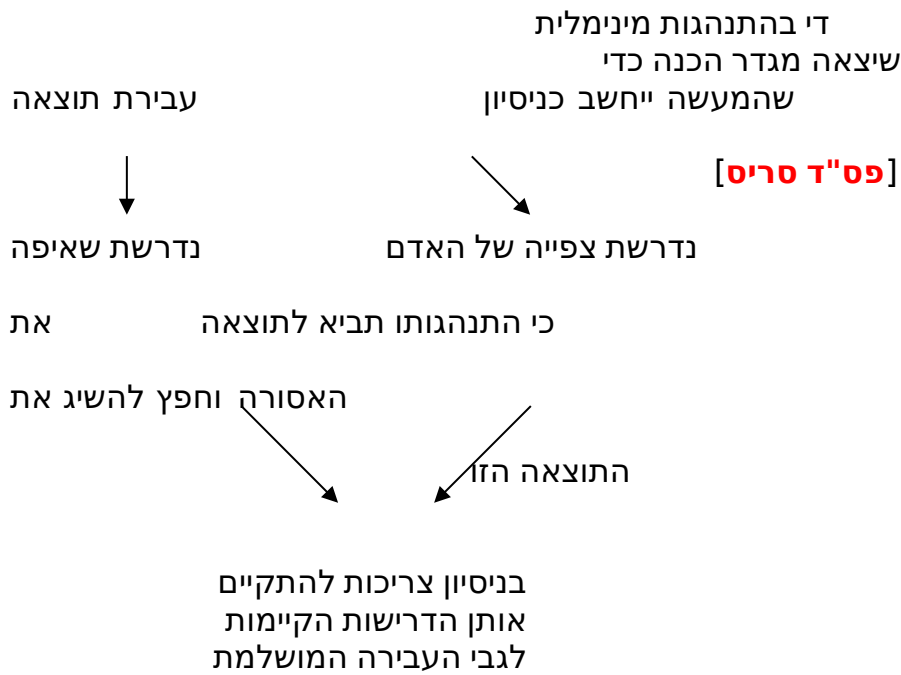 די בהתנהגות מינימלית
שיצאה מגדר הכנה כדי
שהמעשה ייחשב כניסיון עבירת תוצאה
[פס"ד סריס]
נדרשת צפייה של האדם נדרשת שאיפה
כי התנהגותו תביא לתוצאה את
האסורה וחפץ להשיג את
התוצאה הזו
בניסיון צריכות להתקיים
אותן הדרישות הקיימות
לגבי העבירה המושלמת